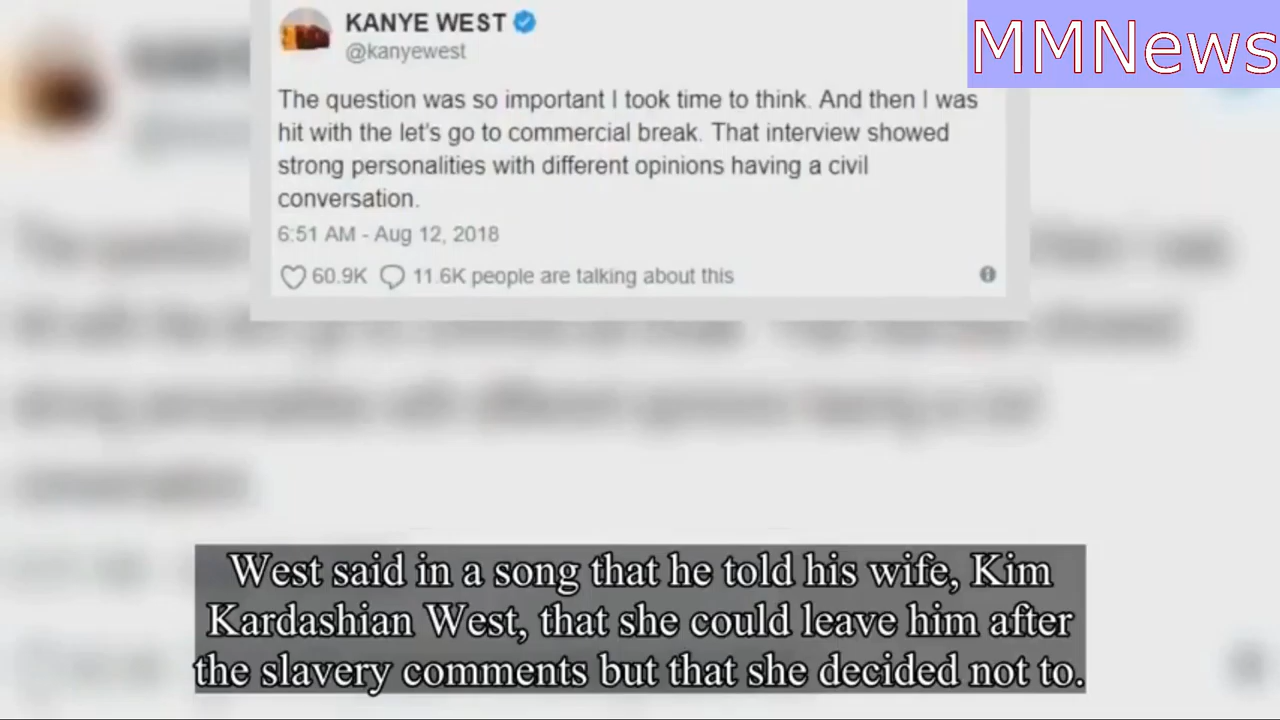 KANYE WEST
@kanyewest
MMNews
The question was so important I took time to think. And then I was
hit with the let's go to commercial break. That interview showed
strong personalities with different opinions having a civil
conversation.
6:51 AM - Aug 12, 2018
60.9K 11.6K people are talking about this
West said in a song that he told his wife, Kim
Kardashian West, that she could leave him after
the slavery comments but that she decided not to.